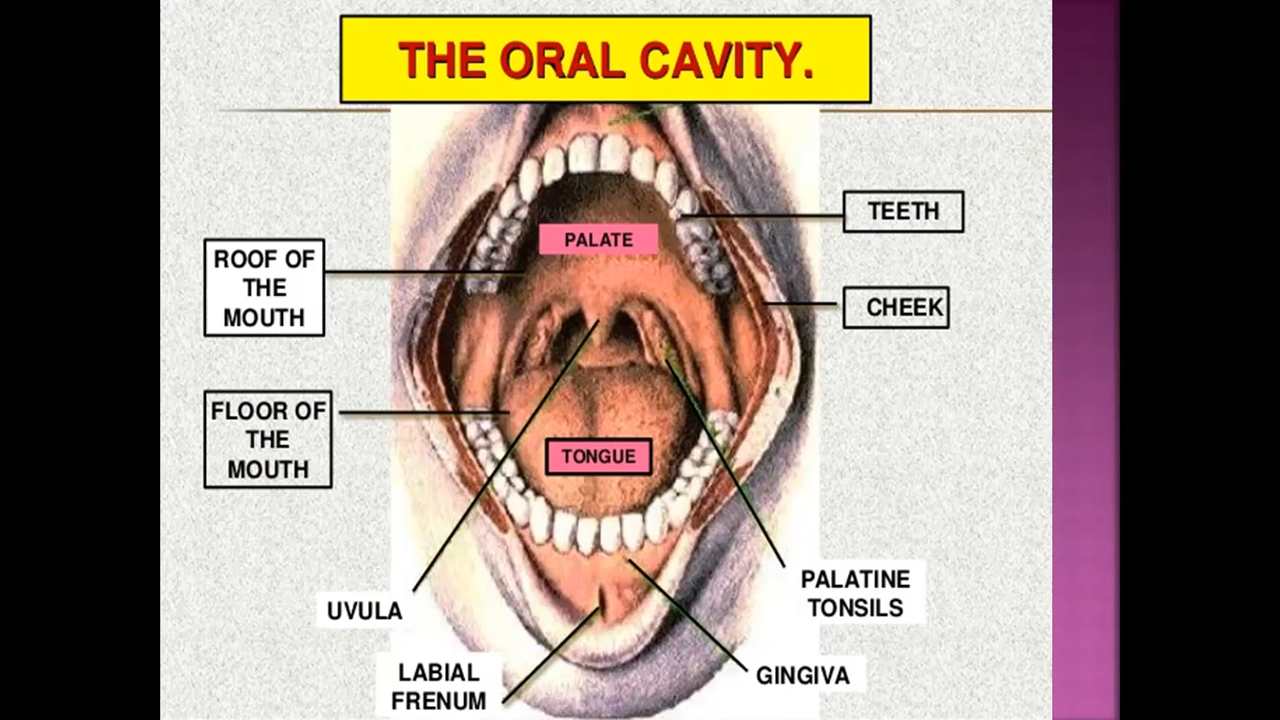 THE ORAL CAVITY.
TEETH
PALATE
ROOF OF
THE
MOUTH
CHEEK
FLOOR OF
THE
MOUTH
TONGUE
PALATINE
TONSILS
UVULA
LABIAL
FRENUM
GINGIVA